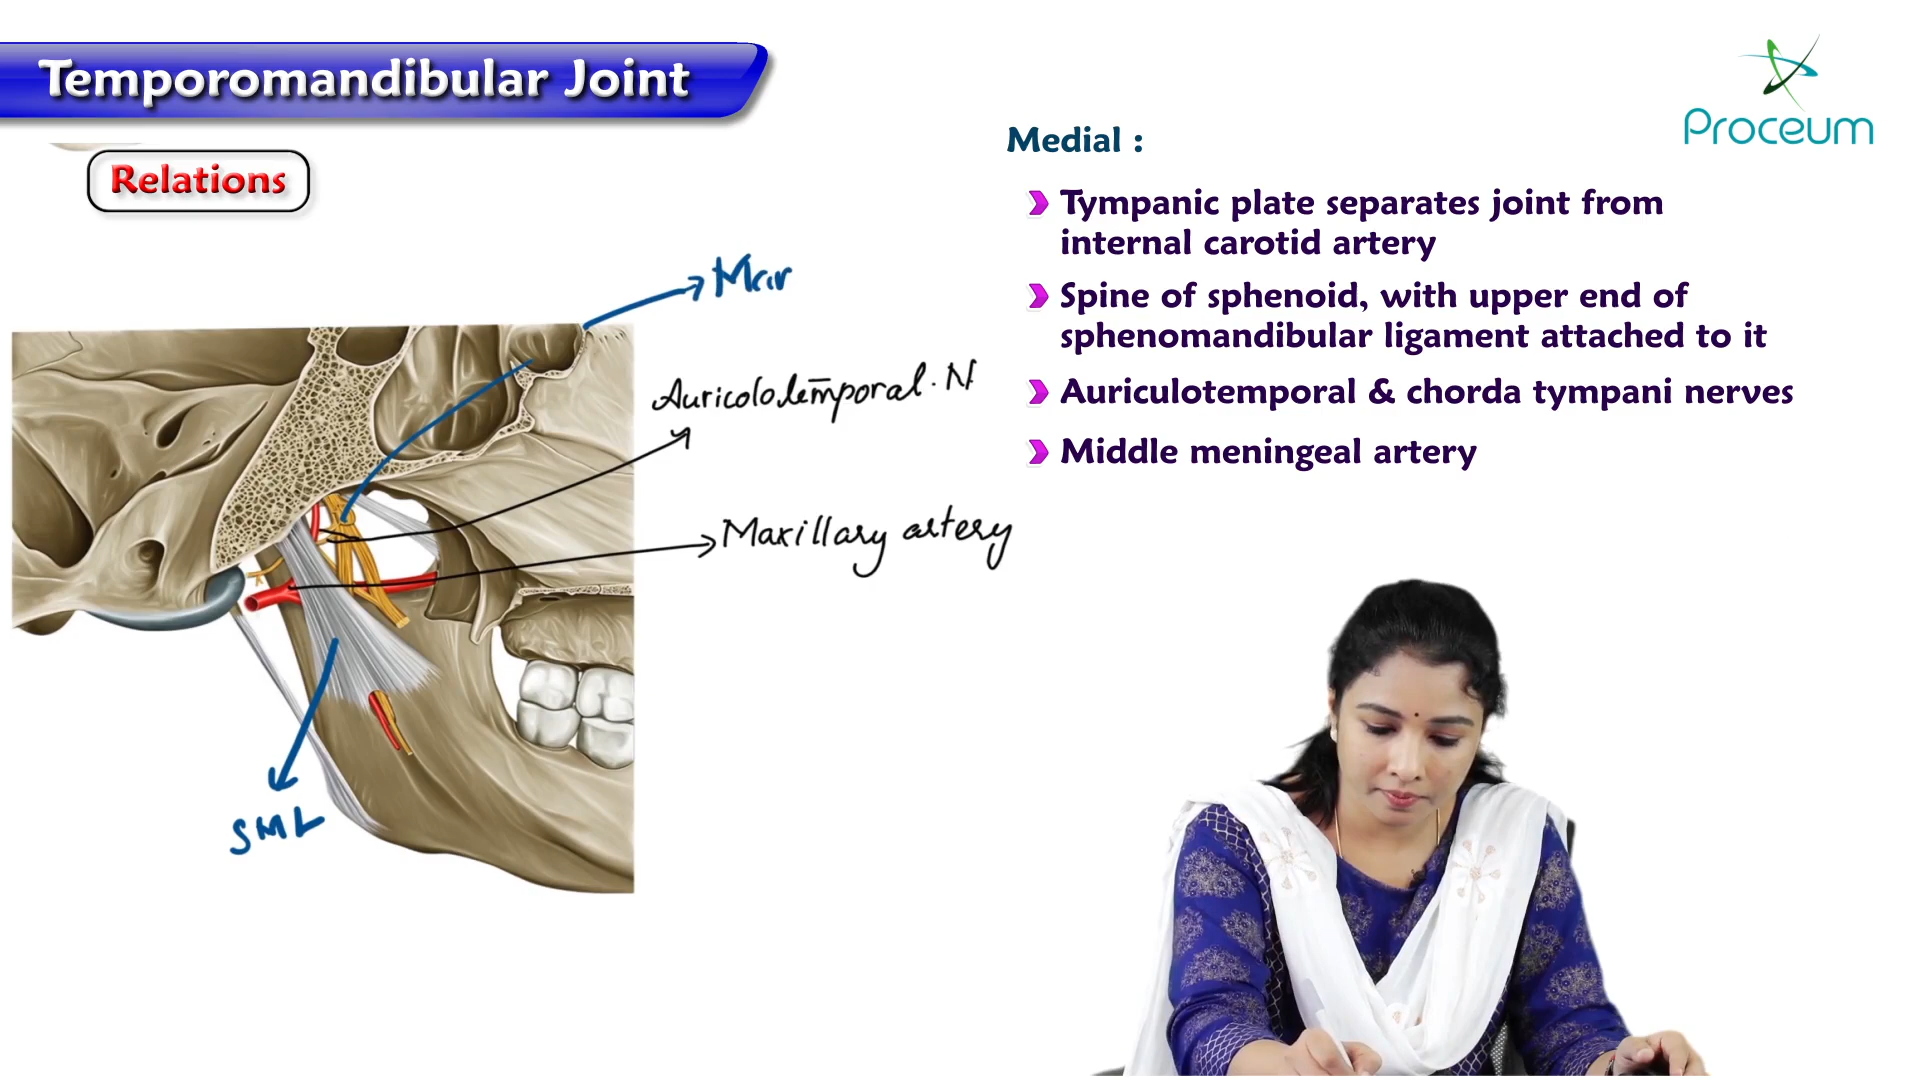 Temporomandibular Joint
Proceum
Relations
Medial :
Tympanic plate separates joint from
internal carotid artery
Spine of sphenoid, with upper end of
sphenomandibular ligament attached to it
Auriculotemporal & chorda tympani nerves
Middle meningeal artery
Auricolotemporal. N
Maxillary artery
SML